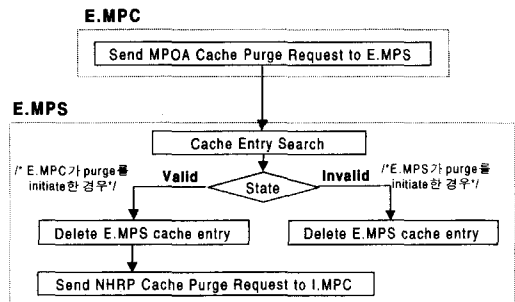 E.MPC
Send MPOA Cache Purge Request to E.MPS
E.MPS
Cache Entry Search
/* E.MPC가 purge를
initiate한 경우*/
Valid
State
Invalid
/*E.MPS가 purge를
initiate한 경우*/
Delete E.MPS cache entry
Delete E.MPS cache entry
Send NHRP Cache Purge Request to I.MPC